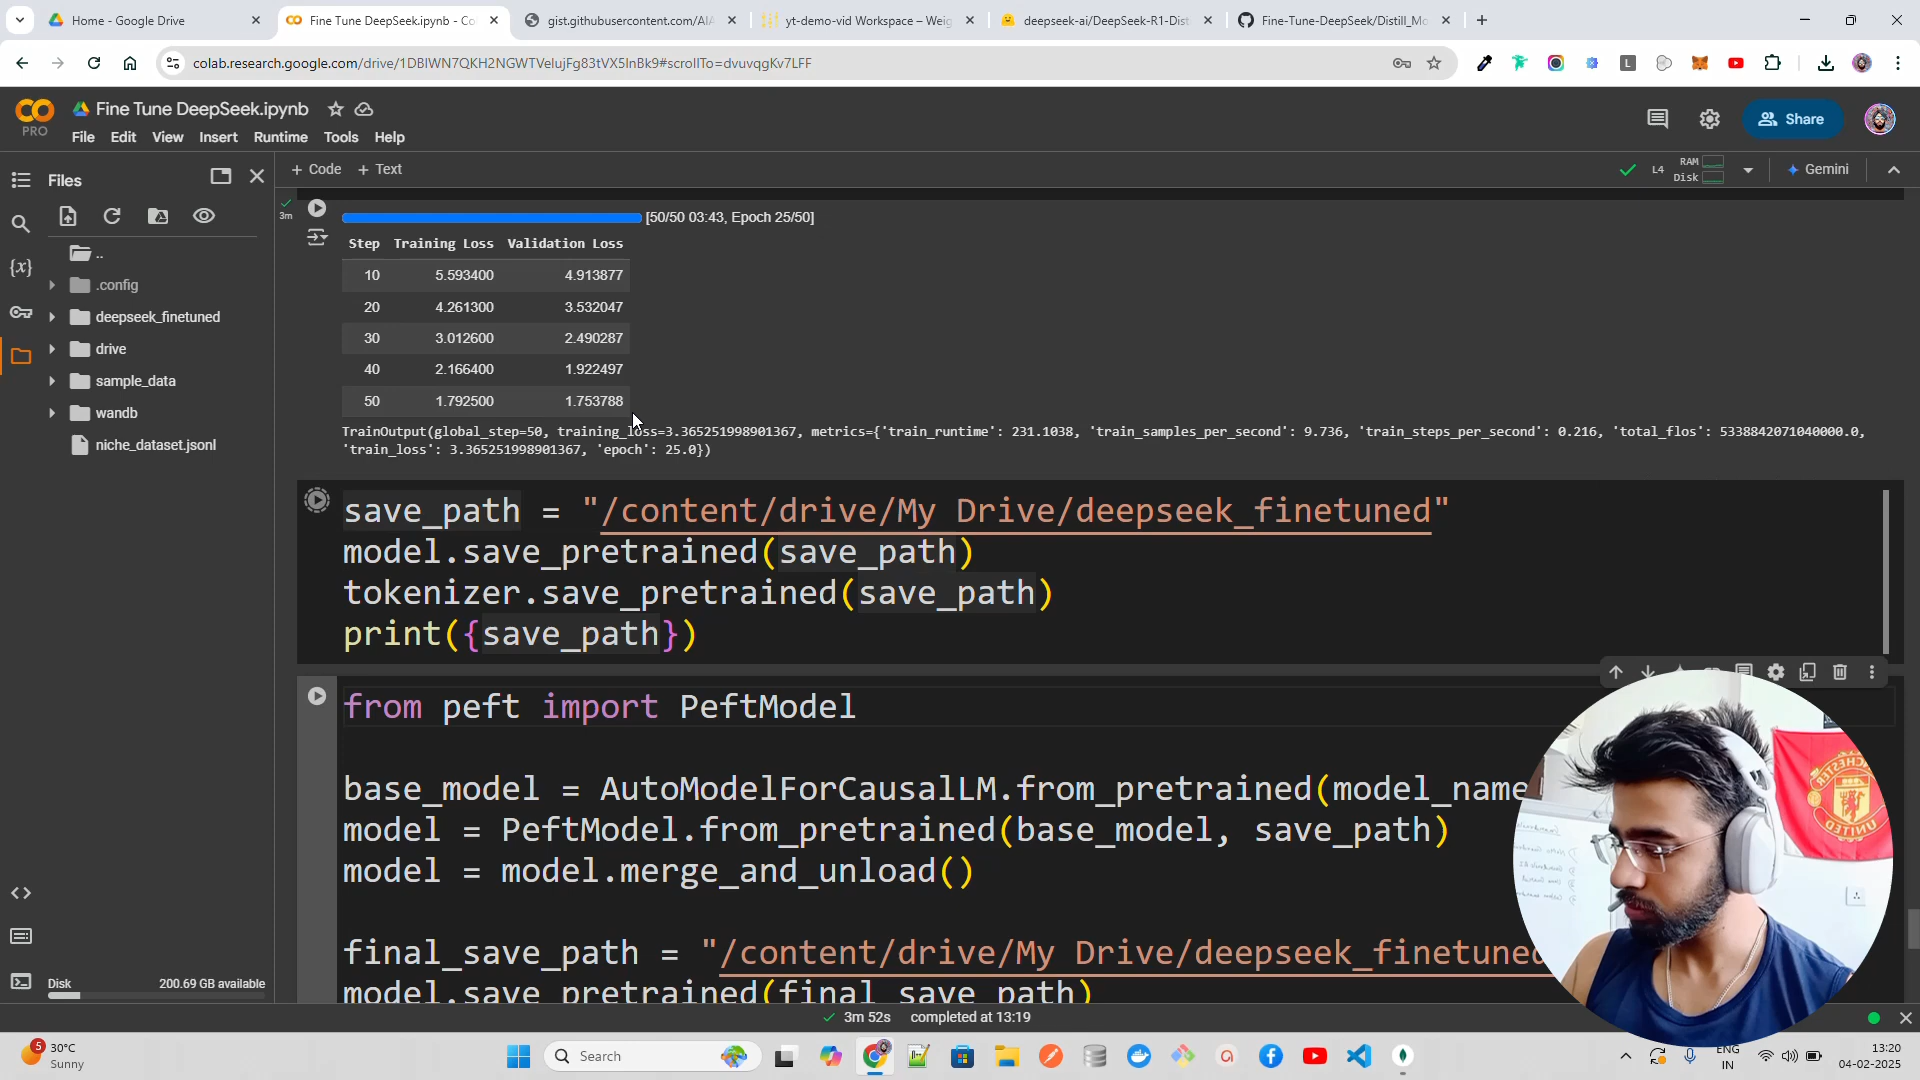 Home - Google Drive
Fine Tune DeepSeek.ipynb - Co
gist.githubusercontent.com/AIA
yt-demo-vid Workspace – Weig
deepseek-ai/DeepSeek-R1-Dist
Fine-Tune-DeepSeek/Distill_Mo
colab.research.google.com/drive/1DBIWN7QKH2NGWTVelujFg83tVX5InBk9#scrollTo=dvuvqgKv7LFF
PRO
Fine Tune DeepSeek.ipynb
File Edit View Insert Runtime Tools Help
Share
Files
+ Code + Text
L4
RAM
Disk
Gemini
..
.config
deepseek_finetuned
drive
sample_data
wandb
niche_dataset.jsonl
Disk 200.69 GB available
3m
[50/50 03:43, Epoch 25/50]
Step Training Loss Validation Loss
10 5.593400 4.913877
20 4.261300 3.532047
30 3.012600 2.490287
40 2.166400 1.922497
50 1.792500 1.753788
TrainOutput(global_step=50, training_loss=3.365251998901367, metrics={'train_runtime': 231.1038, 'train_samples_per_second': 9.736, 'train_steps_per_second': 0.216, 'total_flos': 5338842071040000.0,
'train_loss': 3.365251998901367, 'epoch': 25.0})
save_path = "/content/drive/My Drive/deepseek_finetuned"
model.save_pretrained(save_path)
tokenizer.save_pretrained(save_path)
print({save_path})
from peft import PeftModel
base_model = AutoModelForCausalLM.from_pretrained(model_name
model = PeftModel.from_pretrained(base_model, save_path)
model = model.merge_and_unload()
final_save_path = "/content/drive/My Drive/deepseek_finetuned
model.save_pretrained(final_save_path)
3m 52s completed at 13:19
MANCHESTER
UNITED
5
30°C
Sunny
Search
ENG
IN
13:20
04-02-2025